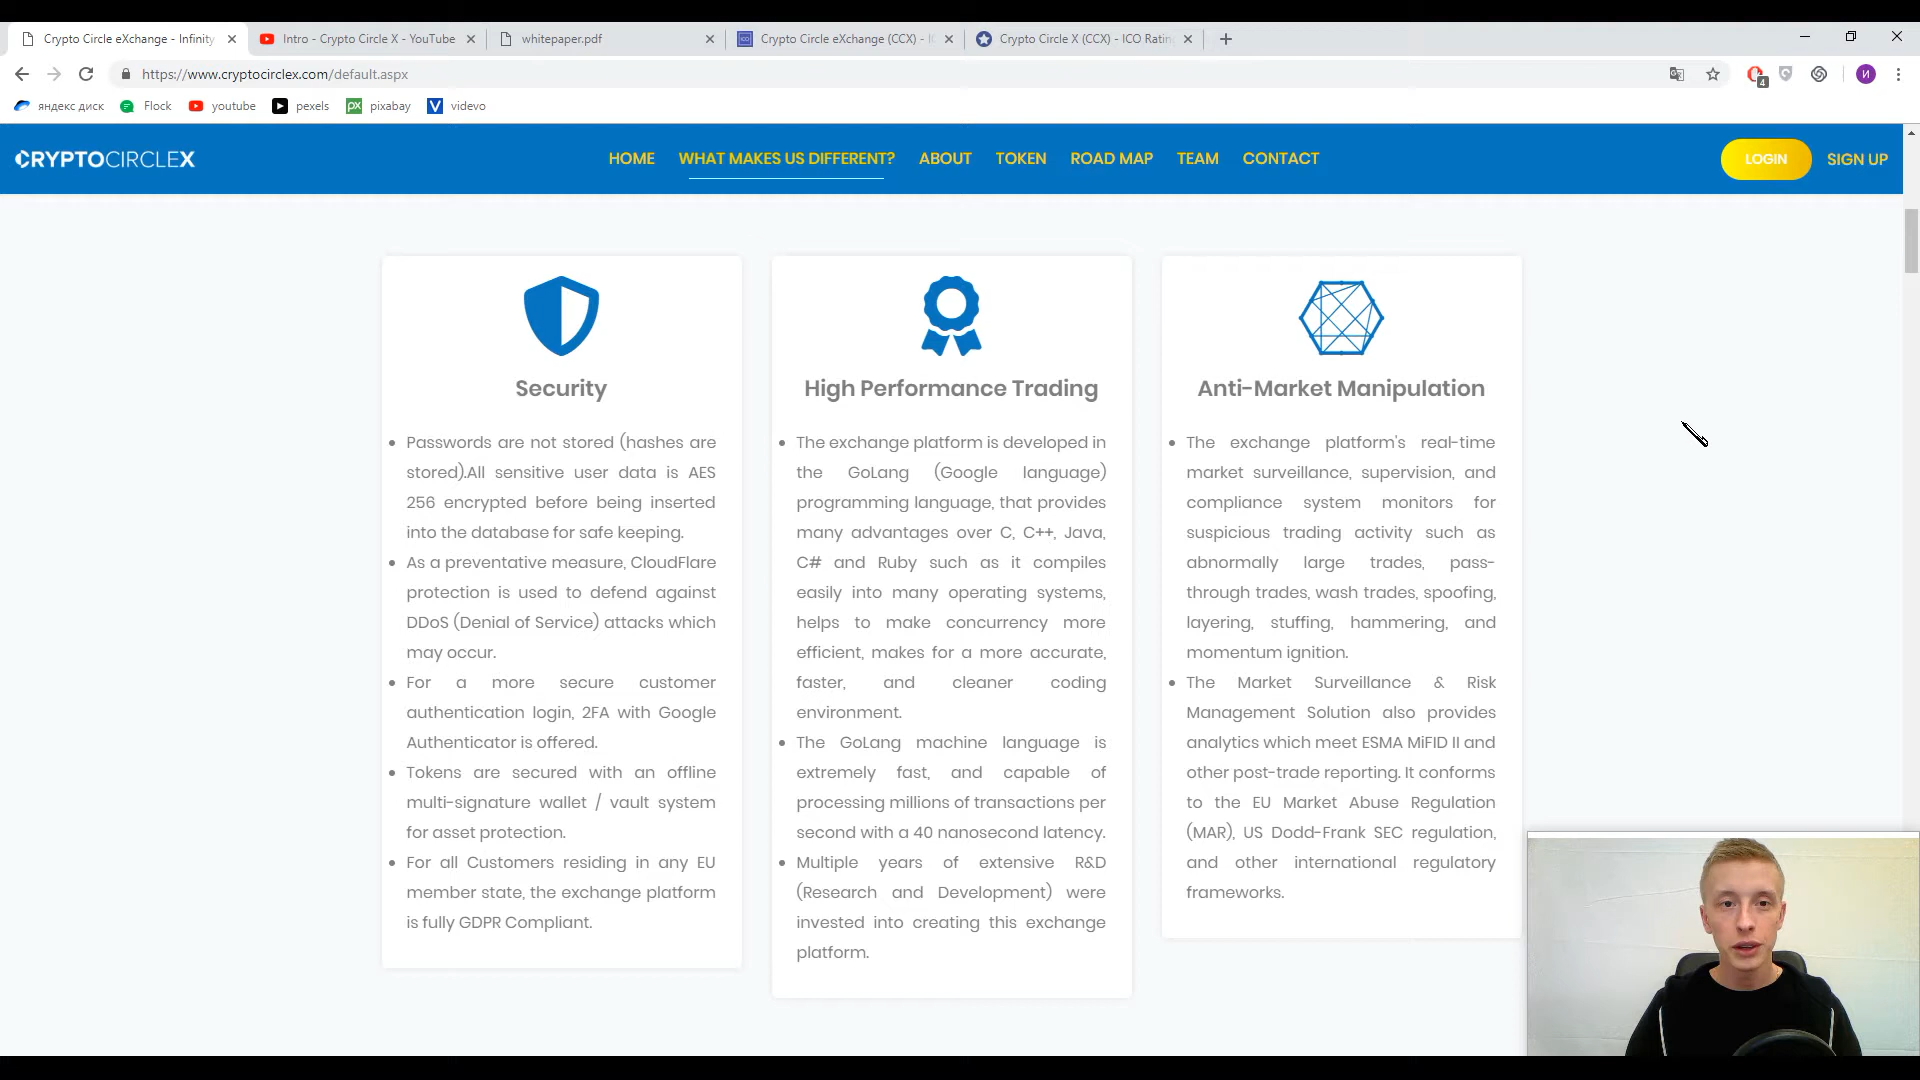 Crypto Circle eXchange - Infinity
Intro - Crypto Circle X - YouTube
whitepaper.pdf
Crypto Circle eXchange (CCX) - IC
Crypto Circle X (CCX) - ICO Ratin
https://www.cryptocirclex.com/default.aspx
4
И
яндекс диск
Flock
youtube
pexels
pixabay
videvo
CRYPTOCIRCLEX
HOME
WHAT MAKES US DIFFERENT?
ABOUT
TOKEN
ROAD MAP
TEAM
CONTACT
LOGIN
SIGN UP
Security
Passwords are not stored (hashes are
stored).All sensitive user data is AES
256 encrypted before being inserted
into the database for safe keeping.
As a preventative measure, CloudFlare
protection is used to defend against
DDoS (Denial of Service) attacks which
may occur.
For a more secure customer
authentication login, 2FA with Google
Authenticator is offered.
Tokens are secured with an offline
multi-signature wallet / vault system
for asset protection.
For all Customers residing in any EU
member state, the exchange platform
is fully GDPR Compliant.
High Performance Trading
The exchange platform is developed in
the GoLang (Google language)
programming language, that provides
many advantages over C, C++, Java,
C# and Ruby such as it compiles
easily into many operating systems,
helps to make concurrency more
efficient, makes for a more accurate,
faster, and cleaner coding
environment.
The GoLang machine language is
extremely fast, and capable of
processing millions of transactions per
second with a 40 nanosecond latency.
Multiple years of extensive R&D
(Research and Development) were
invested into creating this exchange
platform.
Anti-Market Manipulation
The exchange platform's real-time
market surveillance, supervision, and
compliance system monitors for
suspicious trading activity such as
abnormally large trades, pass-
through trades, wash trades, spoofing,
layering, stuffing, hammering, and
momentum ignition.
The Market Surveillance & Risk
Management Solution also provides
analytics which meet ESMA MiFID II and
other post-trade reporting. It conforms
to the EU Market Abuse Regulation
(MAR), US Dodd-Frank SEC regulation,
and other international regulatory
frameworks.